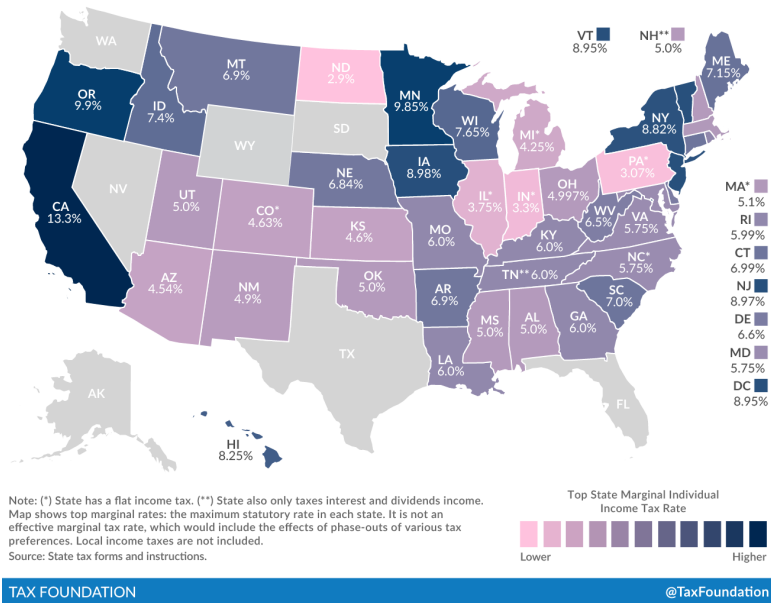 WA
MT
6.9%
ND
2.9%
MN
9.85%
VT
8.95%
NH**
5.0%
ME
7.15%
OR
9.9%
ID
7.4%
SD
WI
7.65%
MI*
4.25%
NY
8.82%
WY
IA
8.98%
PA*
3.07%
NE
6.84%
NV
UT
5.0%
CA
13.3%
CO*
4.63%
KS
4.6%
MO
6.0%
IL*
3.75%
IN*
3.3%
OH
4.997%
WV
6.5%
VA
5.75%
KY
6.0%
MA*
5.1%
RI
5.99%
CT
6.99%
NJ
8.97%
DE
6.6%
MD
5.75%
DC
8.95%
AZ
4.54%
NM
4.9%
OK
5.0%
AR
6.9%
TN** 6.0%
NC*
5.75%
SC
7.0%
MS
5.0%
AL
5.0%
GA
6.0%
LA
6.0%
TX
FL
AK
HI
8.25%
Note: (*) State has a flat income tax. (**) State also only taxes interest and dividends income.
Map shows top marginal rates: the maximum statutory rate in each state. It is not an
effective marginal tax rate, which would include the effects of phase-outs of various tax
preferences. Local income taxes are not included.
Source: State tax forms and instructions.
Top State Marginal Individual
Income Tax Rate
Lower
Higher
TAX FOUNDATION
@TaxFoundation